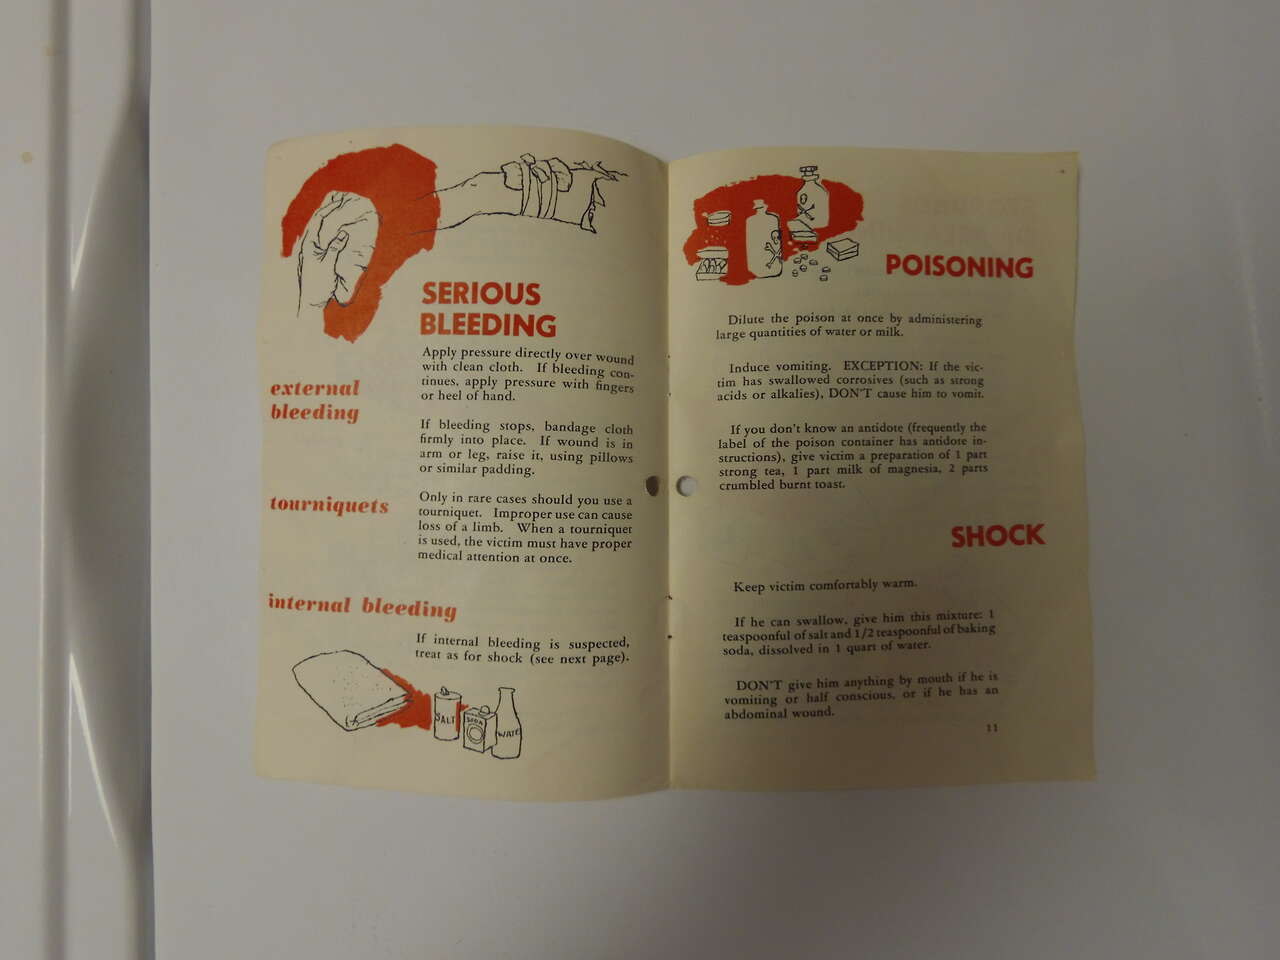 SERIOUS
BLEEDING
external
bleeding
Apply pressure directly over wound
with clean cloth. If bleeding con-
tinues, apply pressure with fingers
or heel of hand.
If bleeding stops, bandage cloth
firmly into place. If wound is in
arm or leg, raise it, using pillows
or similar padding.
tourniquets
Only in rare cases should you use a
tourniquet. Improper use can cause
loss of a limb. When a tourniquet
is used, the victim must have proper
medical attention at once.
internal bleeding
If internal bleeding is suspected,
treat as for shock (see next page).
SALT
SODA
WATE
POISONING
Dilute the poison at once by administering
large quantities of water or milk.
Induce vomiting. EXCEPTION: If the vic-
tim has swallowed corrosives (such as strong
acids or alkalies), DON'T cause him to vomit.
If you don't know an antidote (frequently the
label of the poison container has antidote in-
structions), give victim a preparation of 1 part
strong tea, 1 part milk of magnesia, 2 parts
crumbled burnt toast.
SHOCK
Keep victim comfortably warm.
If he can swallow, give him this mixture: 1
teaspoonful of salt and 1/2 teaspoonful of baking
soda, dissolved in 1 quart of water.
DON'T give him anything by mouth if he is
vomiting or half conscious, or if he has an
abdominal wound.
11